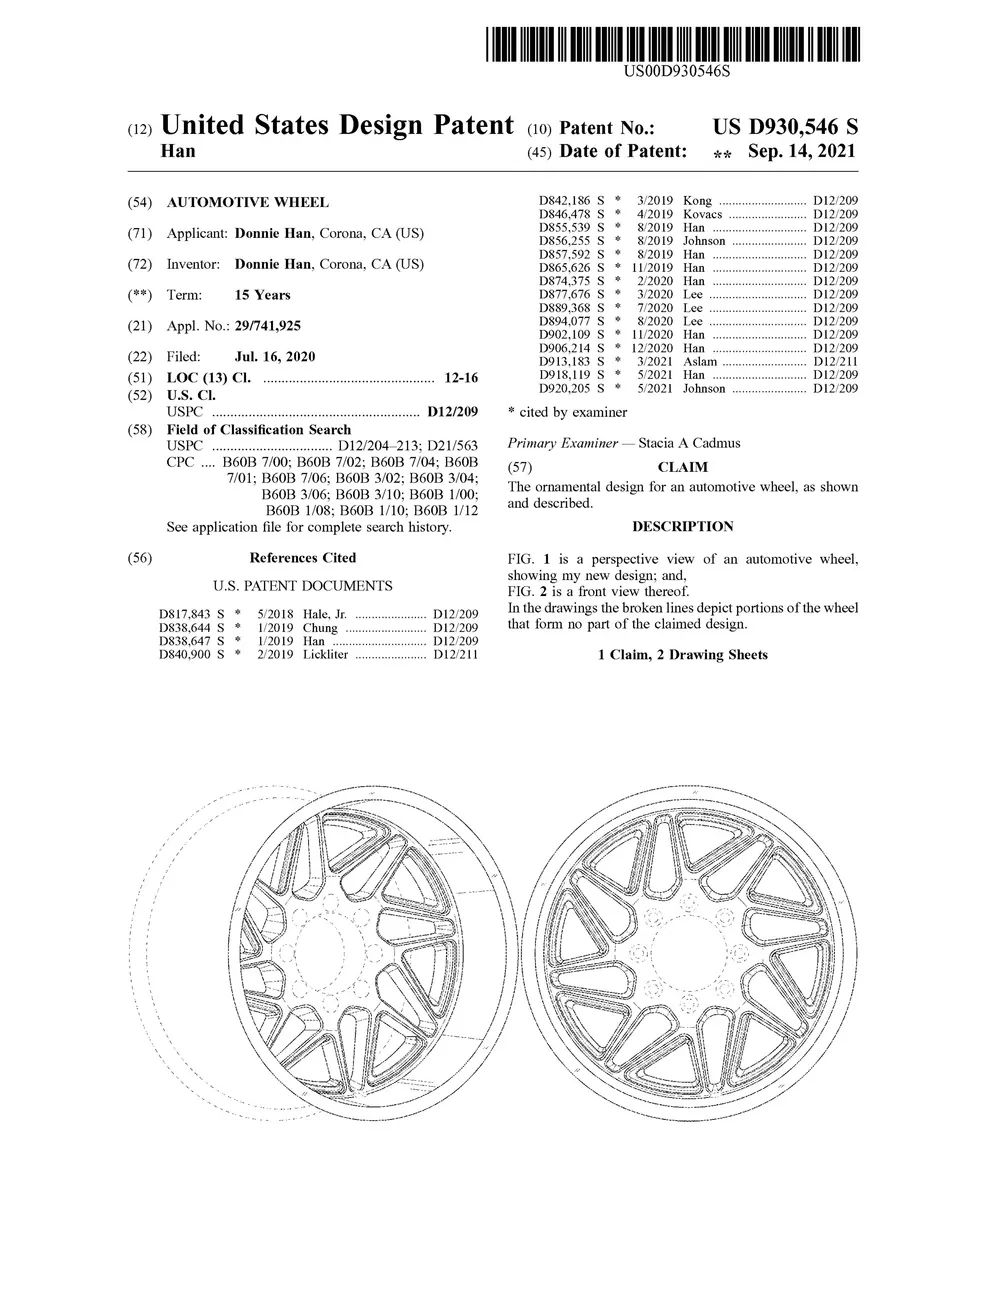 US00D930546S
(12) United States Design Patent
Han
(10) Patent No.: US D930,546 S
(45) Date of Patent: ** Sep. 14, 2021
(54) AUTOMOTIVE WHEEL
(71) Applicant: Donnie Han, Corona, CA (US)
(72) Inventor: Donnie Han, Corona, CA (US)
(**) Term: 15 Years
(21) Appl. No.: 29/741,925
(22) Filed: Jul. 16, 2020
(51) LOC (13) Cl. ............................................... 12-16
(52) U.S. Cl.
USPC ......................................................... D12/209
(58) Field of Classification Search
USPC ................................. D12/204–213; D21/563
CPC .... B60B 7/00; B60B 7/02; B60B 7/04; B60B
7/01; B60B 7/06; B60B 3/02; B60B 3/04;
B60B 3/06; B60B 3/10; B60B 1/00;
B60B 1/08; B60B 1/10; B60B 1/12
See application file for complete search history.
(56) References Cited
U.S. PATENT DOCUMENTS
D817,843 S * 5/2018 Hale, Jr. ...................... D12/209
D838,644 S * 1/2019 Chung ......................... D12/209
D838,647 S * 1/2019 Han ............................. D12/209
D840,900 S * 2/2019 Lickliter ...................... D12/211
D842,186 S * 3/2019 Kong ........................... D12/209
D846,478 S * 4/2019 Kovacs ........................ D12/209
D855,539 S * 8/2019 Han ............................. D12/209
D856,255 S * 8/2019 Johnson ....................... D12/209
D857,592 S * 8/2019 Han ............................. D12/209
D865,626 S * 11/2019 Han ............................. D12/209
D874,375 S * 2/2020 Han ............................. D12/209
D877,676 S * 3/2020 Lee .............................. D12/209
D889,368 S * 7/2020 Lee .............................. D12/209
D894,077 S * 8/2020 Lee .............................. D12/209
D902,109 S * 11/2020 Han ............................. D12/209
D906,214 S * 12/2020 Han ............................. D12/209
D913,183 S * 3/2021 Aslam .......................... D12/211
D918,119 S * 5/2021 Han ............................. D12/209
D920,205 S * 5/2021 Johnson ....................... D12/209
* cited by examiner
Primary Examiner — Stacia A Cadmus
(57) CLAIM
The ornamental design for an automotive wheel, as shown
and described.
DESCRIPTION
FIG. 1 is a perspective view of an automotive wheel,
showing my new design; and,
FIG. 2 is a front view thereof.
In the drawings the broken lines depict portions of the wheel
that form no part of the claimed design.
1 Claim, 2 Drawing Sheets